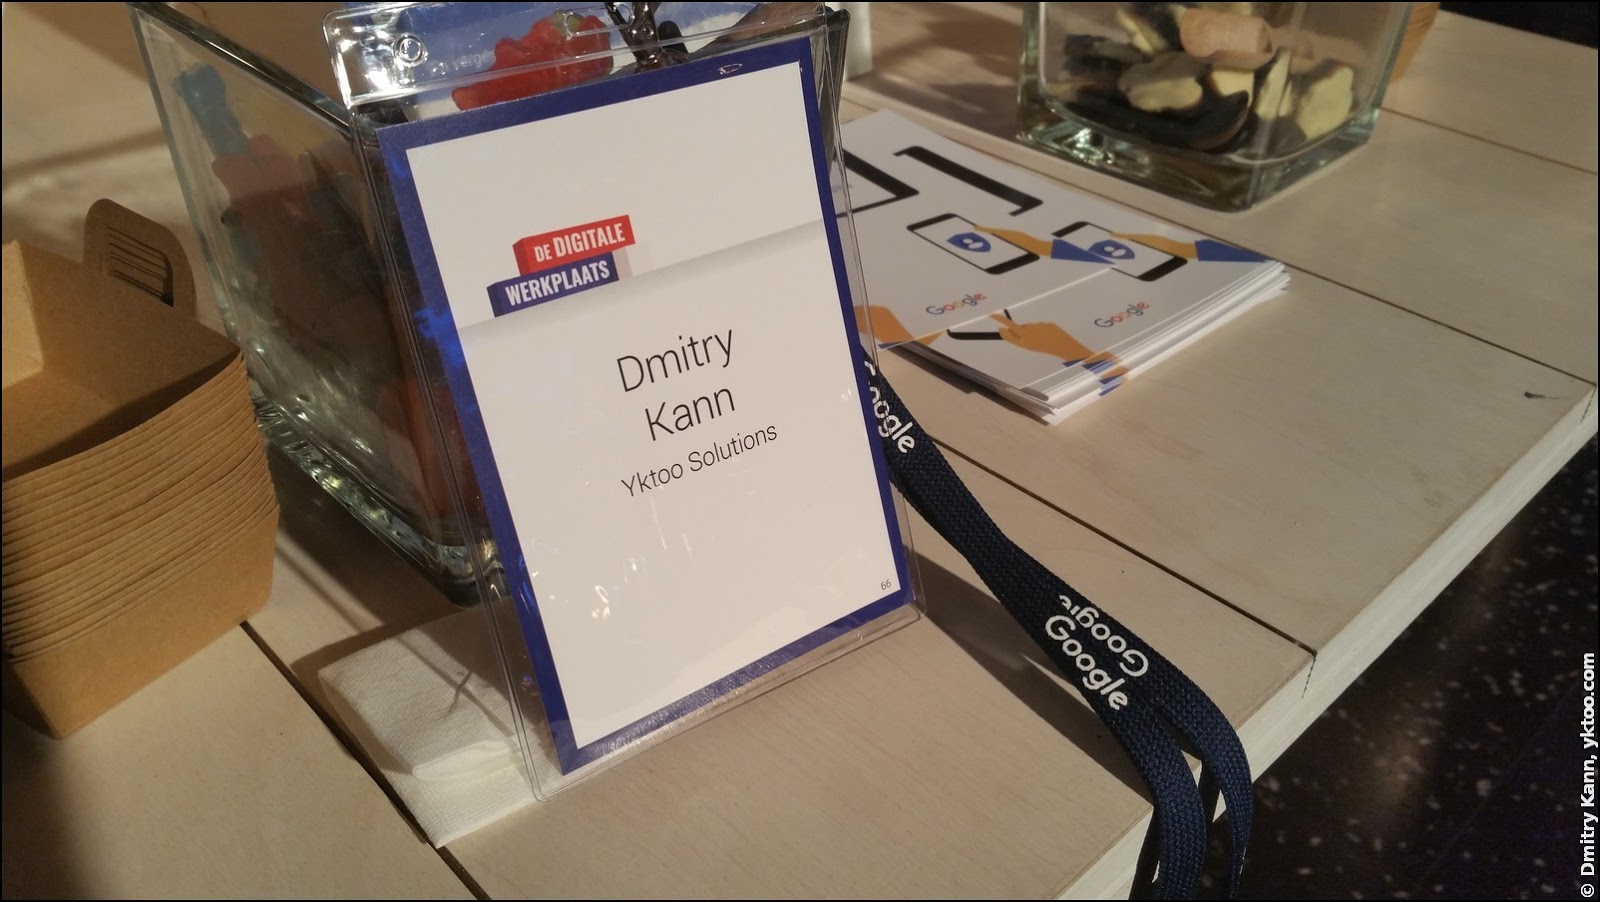 DE DIGITALE
WERKPLAATS
Dmitry
Kann
Yktoo Solutions
66
Google
Google
Google
Google
Google
© Dmitry Kann, yktoo.com